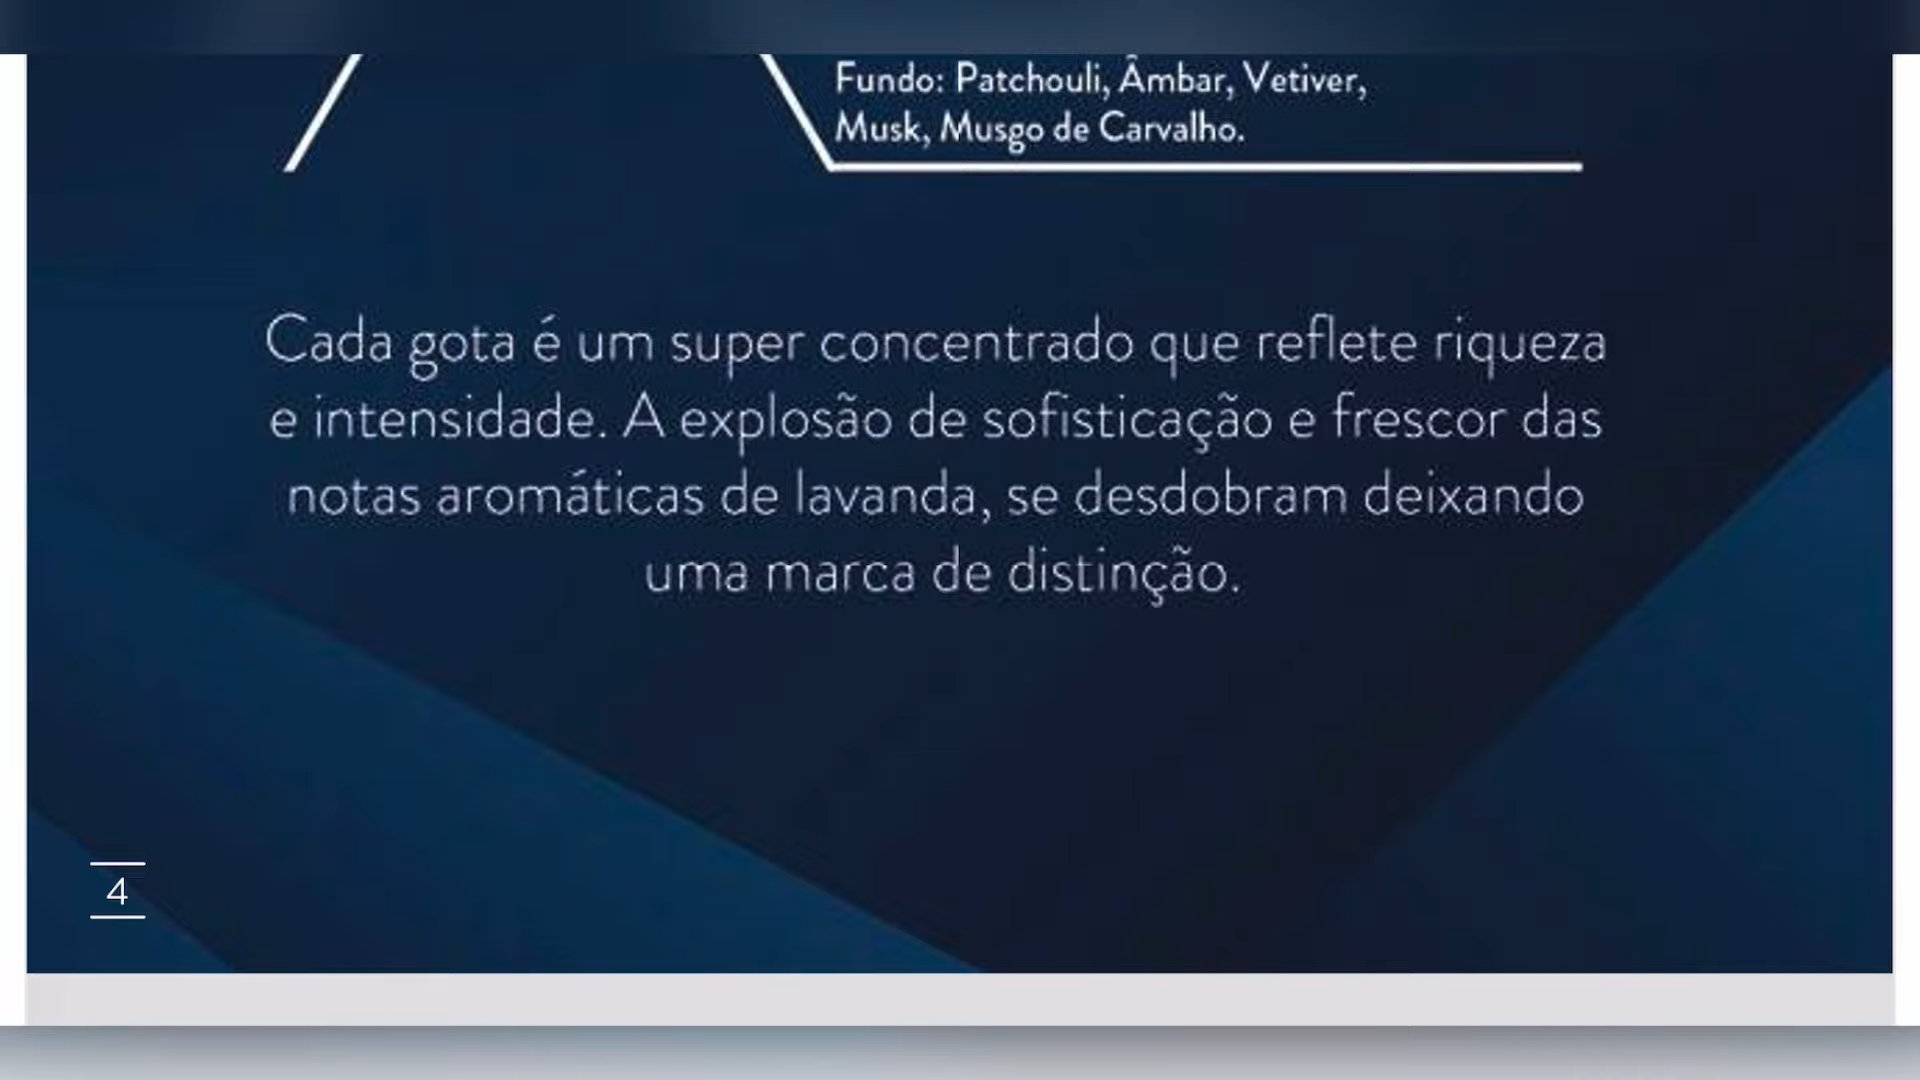 Fundo: Patchouli, Âmbar, Vetiver,
Musk, Musgo de Carvalho.
Cada gota é um super concentrado que reflete riqueza
e intensidade. A explosão de sofisticação e frescor das
notas aromáticas de lavanda, se desdobram deixando
uma marca de distinção.
4